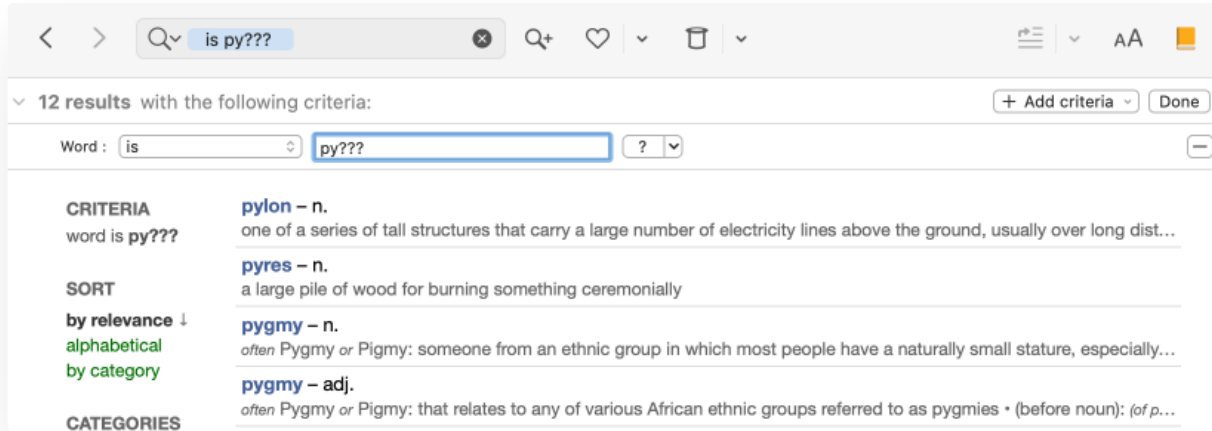 is py???
AA
12 results with the following criteria:
+ Add criteria
Done
Word : is py??? ?
CRITERIA
word is py???
SORT
by relevance ↓
alphabetical
by category
CATEGORIES
pylon – n.
one of a series of tall structures that carry a large number of electricity lines above the ground, usually over long dist...
pyres – n.
a large pile of wood for burning something ceremonially
pygmy – n.
often Pygmy or Pigmy: someone from an ethnic group in which most people have a naturally small stature, especially...
pygmy – adj.
often Pygmy or Pigmy: that relates to any of various African ethnic groups referred to as pygmies • (before noun): (of p...